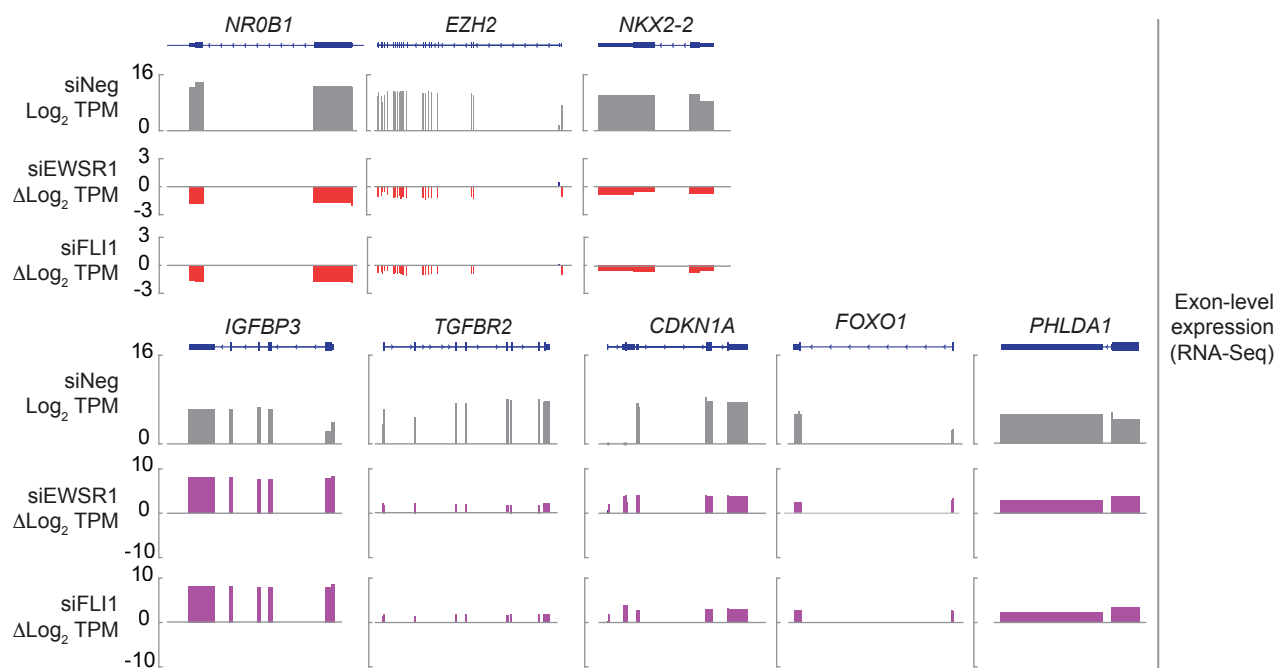 NR0B1 EZH2 NKX2-2
siNeg
Log2 TPM
16
0
siEWSR1
ΔLog2 TPM
3
0
-3
siFLI1
ΔLog2 TPM
3
0
-3
IGFBP3 TGFBR2 CDKN1A FOXO1 PHLDA1
siNeg
Log2 TPM
16
0
siEWSR1
ΔLog2 TPM
10
0
-10
siFLI1
ΔLog2 TPM
10
0
-10
Exon-level
expression
(RNA-Seq)